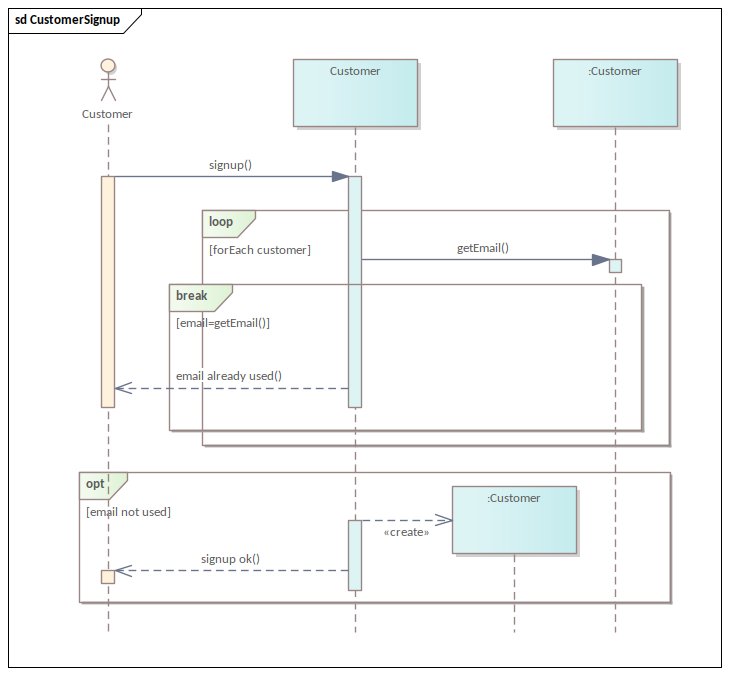 sd CustomerSignup
Customer
Customer
:Customer
signup()
loop
[forEach customer]
getEmail()
break
[email=getEmail()]
email already used()
opt
[email not used]
:Customer
«create»
signup ok()